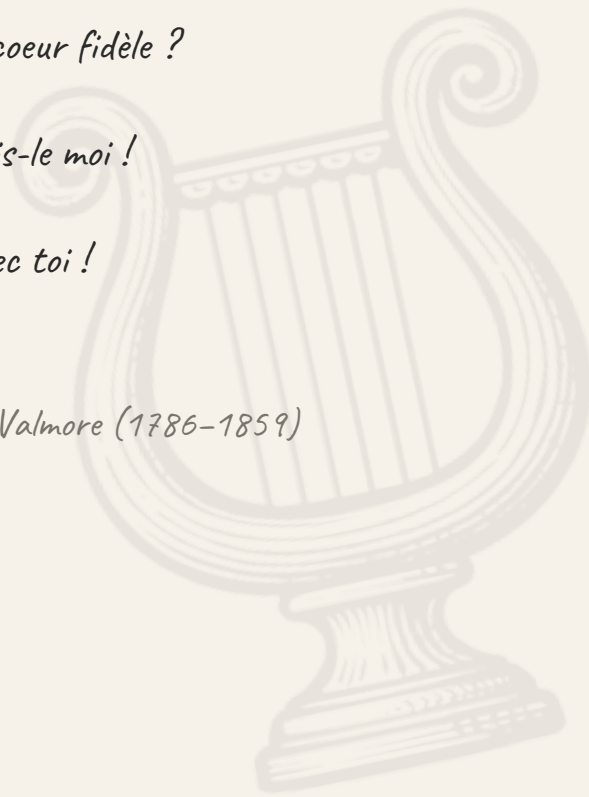 coeur fidèle ?
s-le moi !
ec toi !
Valmore (1786–1859)